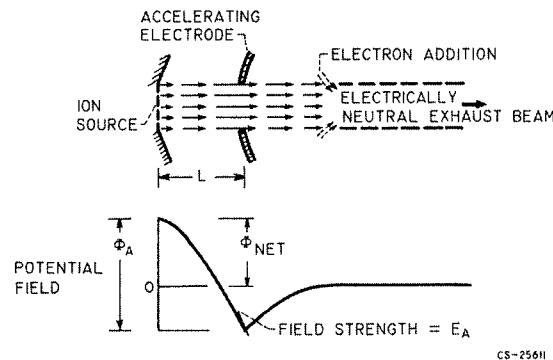 ACCELERATING
ELECTRODE
ELECTRON ADDITION
ION
SOURCE
ELECTRICALLY
NEUTRAL EXHAUST BEAM
L
Φ_A
Φ_NET
POTENTIAL
FIELD
0
FIELD STRENGTH = E_A
CS-25611